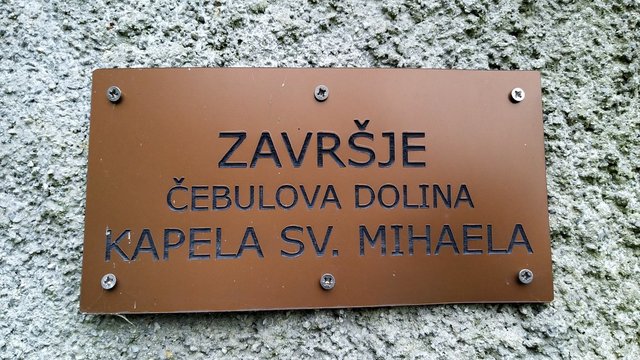 ZAVRŠJE
ČEBULOVA DOLINA
KAPELA SV. MIHAELA